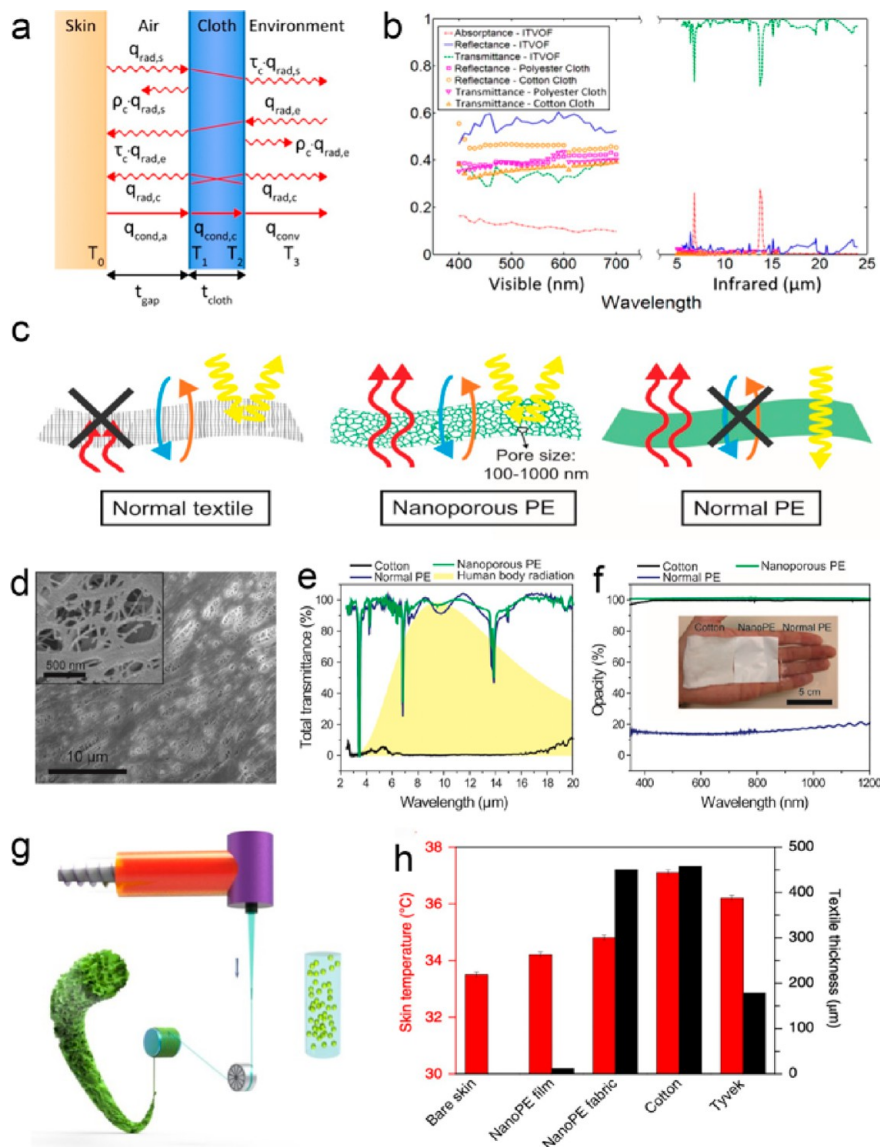 a
Skin
Air
Cloth
Environment
q_rad,s
τ_c·q_rad,s
ρ_c·q_rad,s
q_rad,e
τ_c·q_rad,e
ρ_c·q_rad,e
q_rad,c
q_rad,c
q_cond,a
q_cond,c
q_conv
T_0
T_1
T_2
T_3
t_gap
t_cloth
b
1
0.8
0.6
0.4
0.2
0
Absorptance - ITVOF
Reflectance - ITVOF
Transmittance - ITVOF
Reflectance - Polyester Cloth
Reflectance - Cotton Cloth
Transmittance - Polyester Cloth
Transmittance - Cotton Cloth
400 500 600 700
5 10 15 20 25
Visible (nm)
Infrared (μm)
Wavelength
c
Pore size:
100-1000 nm
Normal textile
Nanoporous PE
Normal PE
d
500 nm
10 μm
e
Cotton
Nanoporous PE
Normal PE
Human body radiation
Total transmittance (%)
100
80
60
40
20
0
2 4 6 8 10 12 14 16 18 20
Wavelength (μm)
f
Cotton
Nanoporous PE
Normal PE
Opacity (%)
100
80
60
40
20
0
Cotton NanoPE Normal PE
5 cm
400 600 800 1000 1200
Wavelength (nm)
g
h
Skin temperature (°C)
38
36
34
32
30
Textile thickness (μm)
500
400
300
200
100
0
Bare skin
NanoPE film
NanoPE fabric
Cotton
Tyvek